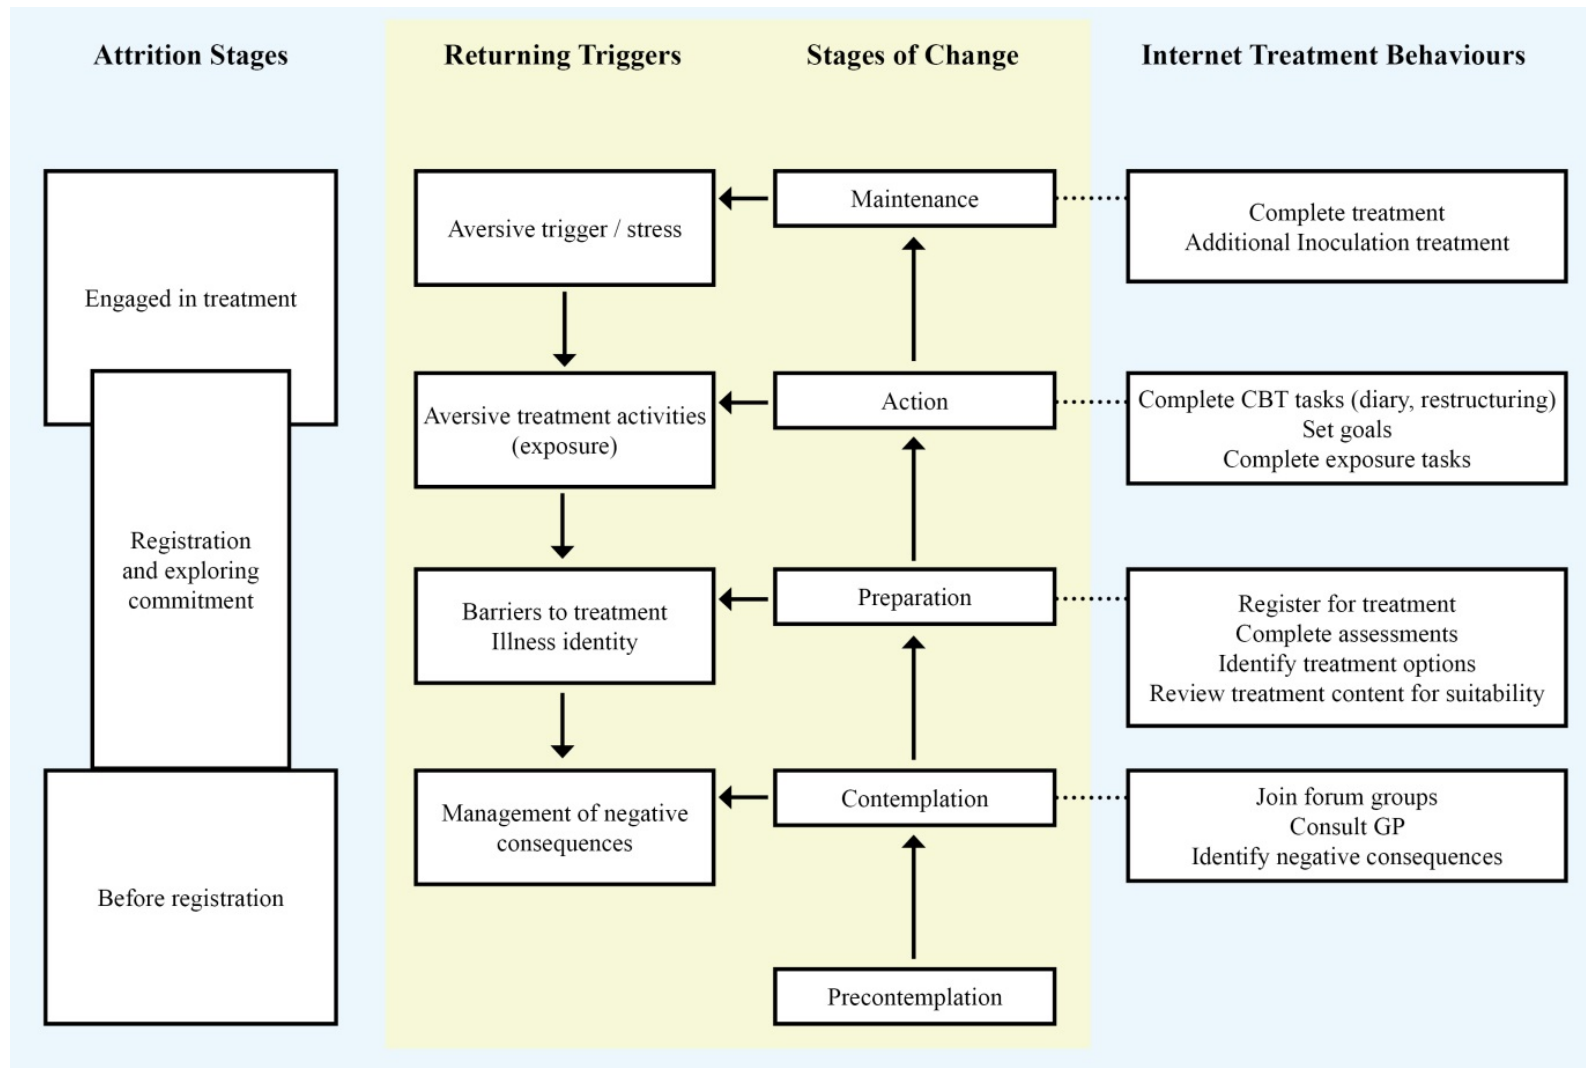 Attrition Stages
Returning Triggers
Stages of Change
Internet Treatment Behaviours
Engaged in treatment
Registration
and exploring
commitment
Before registration
Aversive trigger / stress
Aversive treatment activities
(exposure)
Barriers to treatment
Illness identity
Management of negative
consequences
Maintenance
Action
Preparation
Contemplation
Precontemplation
Complete treatment
Additional Inoculation treatment
Complete CBT tasks (diary, restructuring)
Set goals
Complete exposure tasks
Register for treatment
Complete assessments
Identify treatment options
Review treatment content for suitability
Join forum groups
Consult GP
Identify negative consequences